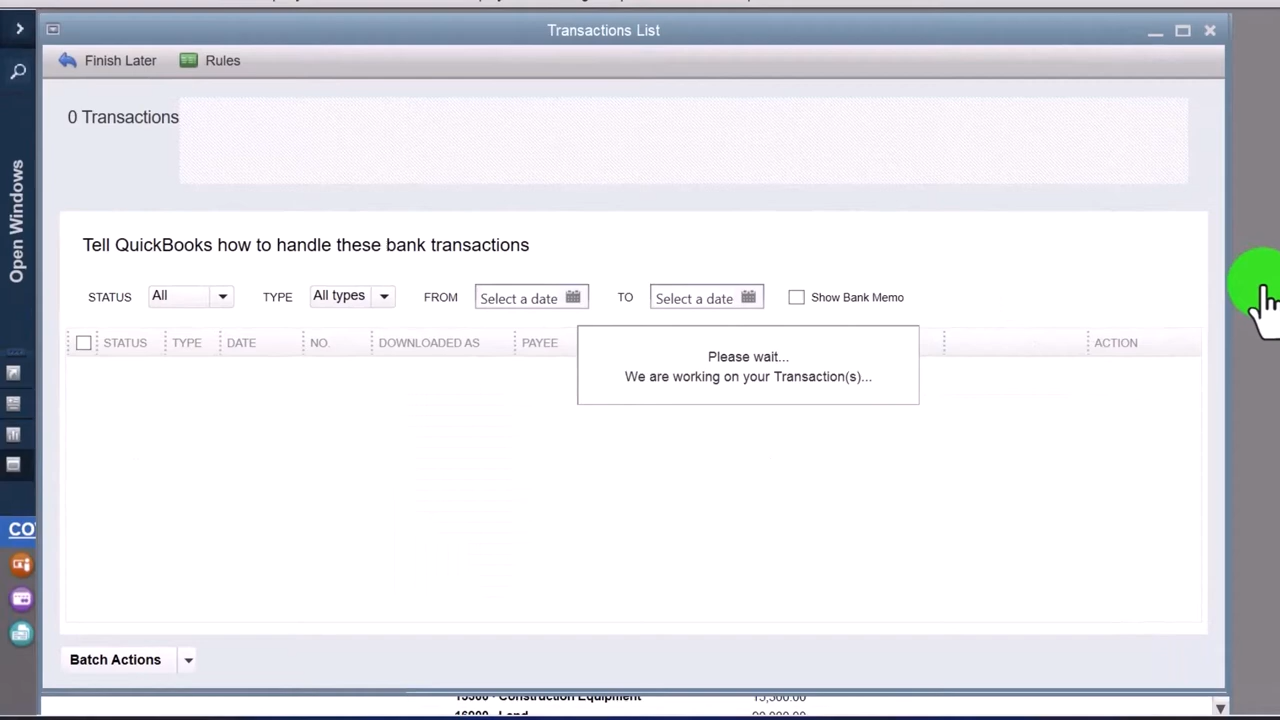 Transactions List
Finish Later
Rules
0 Transactions
Open Windows
Tell QuickBooks how to handle these bank transactions
STATUS All TYPE All types FROM Select a date TO Select a date Show Bank Memo
STATUS TYPE DATE NO. DOWNLOADED AS PAYEE ACTION
Please wait...
We are working on your Transaction(s)...
CO
Batch Actions
Construction Equipment
Land